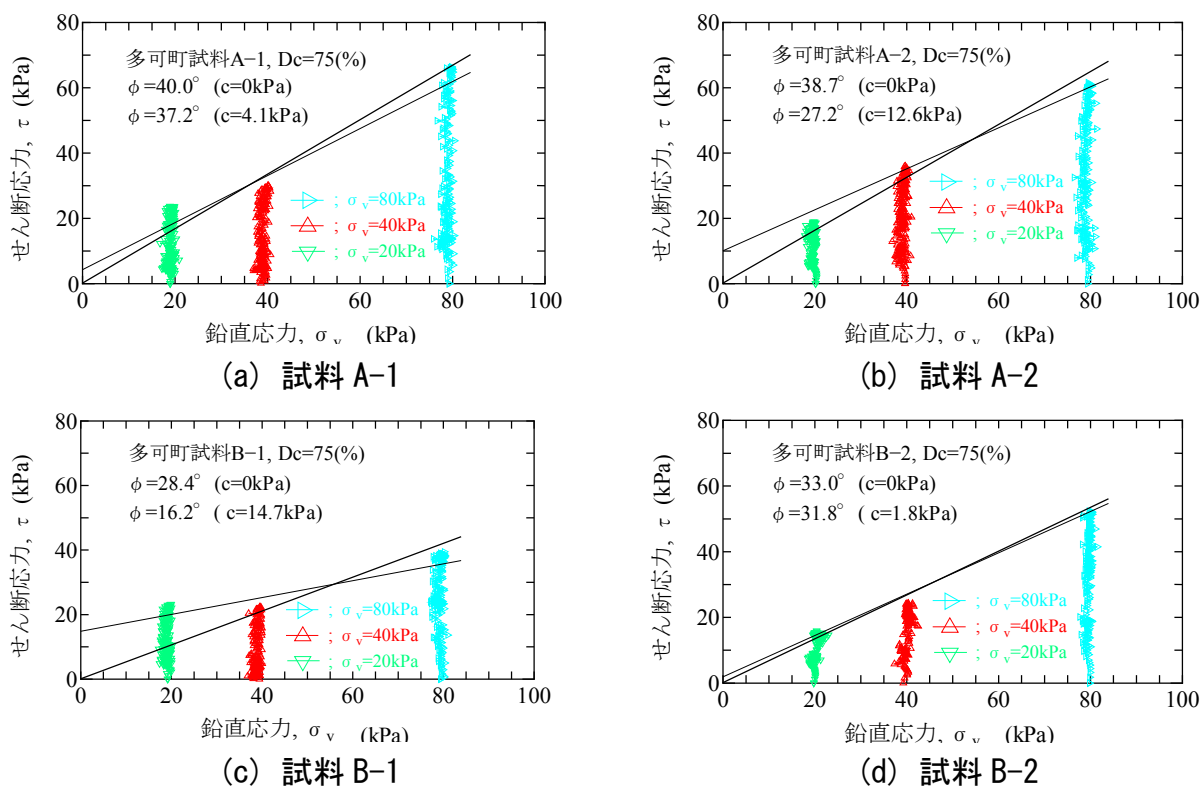 80
60
40
20
0
せん断応力, τ (kPa)
多可町試料A-1, Dc=75(%)
φ=40.0° (c=0kPa)
φ=37.2° (c=4.1kPa)
; σv=80kPa
; σv=40kPa
; σv=20kPa
0 20 40 60 80 100
鉛直応力, σv (kPa)
(a) 試料 A-1
80
60
40
20
0
せん断応力, τ (kPa)
多可町試料A-2, Dc=75(%)
φ=38.7° (c=0kPa)
φ=27.2° (c=12.6kPa)
; σv=80kPa
; σv=40kPa
; σv=20kPa
0 20 40 60 80 100
鉛直応力, σv (kPa)
(b) 試料 A-2
80
60
40
20
0
せん断応力, τ (kPa)
多可町試料B-1, Dc=75(%)
φ=28.4° (c=0kPa)
φ=16.2° ( c=14.7kPa)
; σv=80kPa
; σv=40kPa
; σv=20kPa
0 20 40 60 80 100
鉛直応力, σv (kPa)
(c) 試料 B-1
80
60
40
20
0
せん断応力, τ (kPa)
多可町試料B-2, Dc=75(%)
φ=33.0° (c=0kPa)
φ=31.8° ( c=1.8kPa)
; σv=80kPa
; σv=40kPa
; σv=20kPa
0 20 40 60 80 100
鉛直応力, σv (kPa)
(d) 試料 B-2